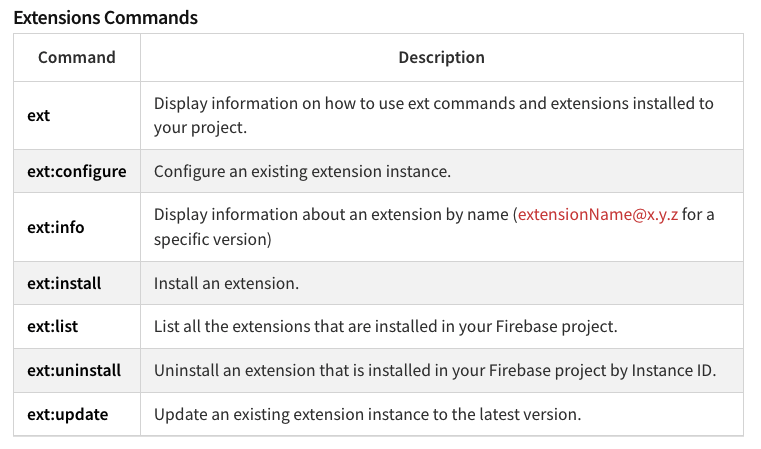 Extensions Commands
Command Description
ext Display information on how to use ext commands and extensions installed to
your project.
ext:configure Configure an existing extension instance.
ext:info Display information about an extension by name (extensionName@x.y.z for a
specific version)
ext:install Install an extension.
ext:list List all the extensions that are installed in your Firebase project.
ext:uninstall Uninstall an extension that is installed in your Firebase project by Instance ID.
ext:update Update an existing extension instance to the latest version.